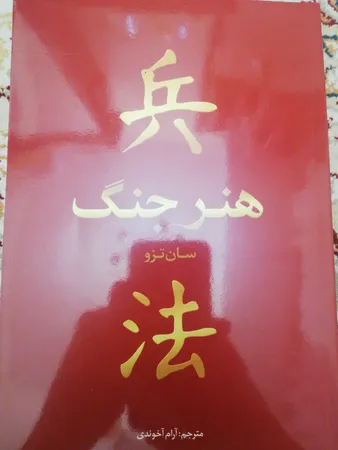 兵
هنر جنگ
سان تزو
法
مترجم: آرام آخوندی